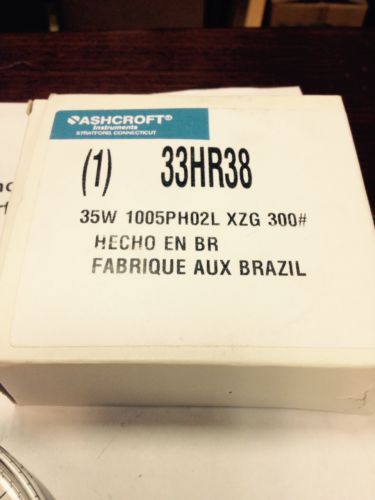 ASHCROFT®
Instruments
STRATFORD, CONNECTICUT
(1) 33HR38
35W 1005PH02L XZG 300#
HECHO EN BR
FABRIQUE AUX BRAZIL